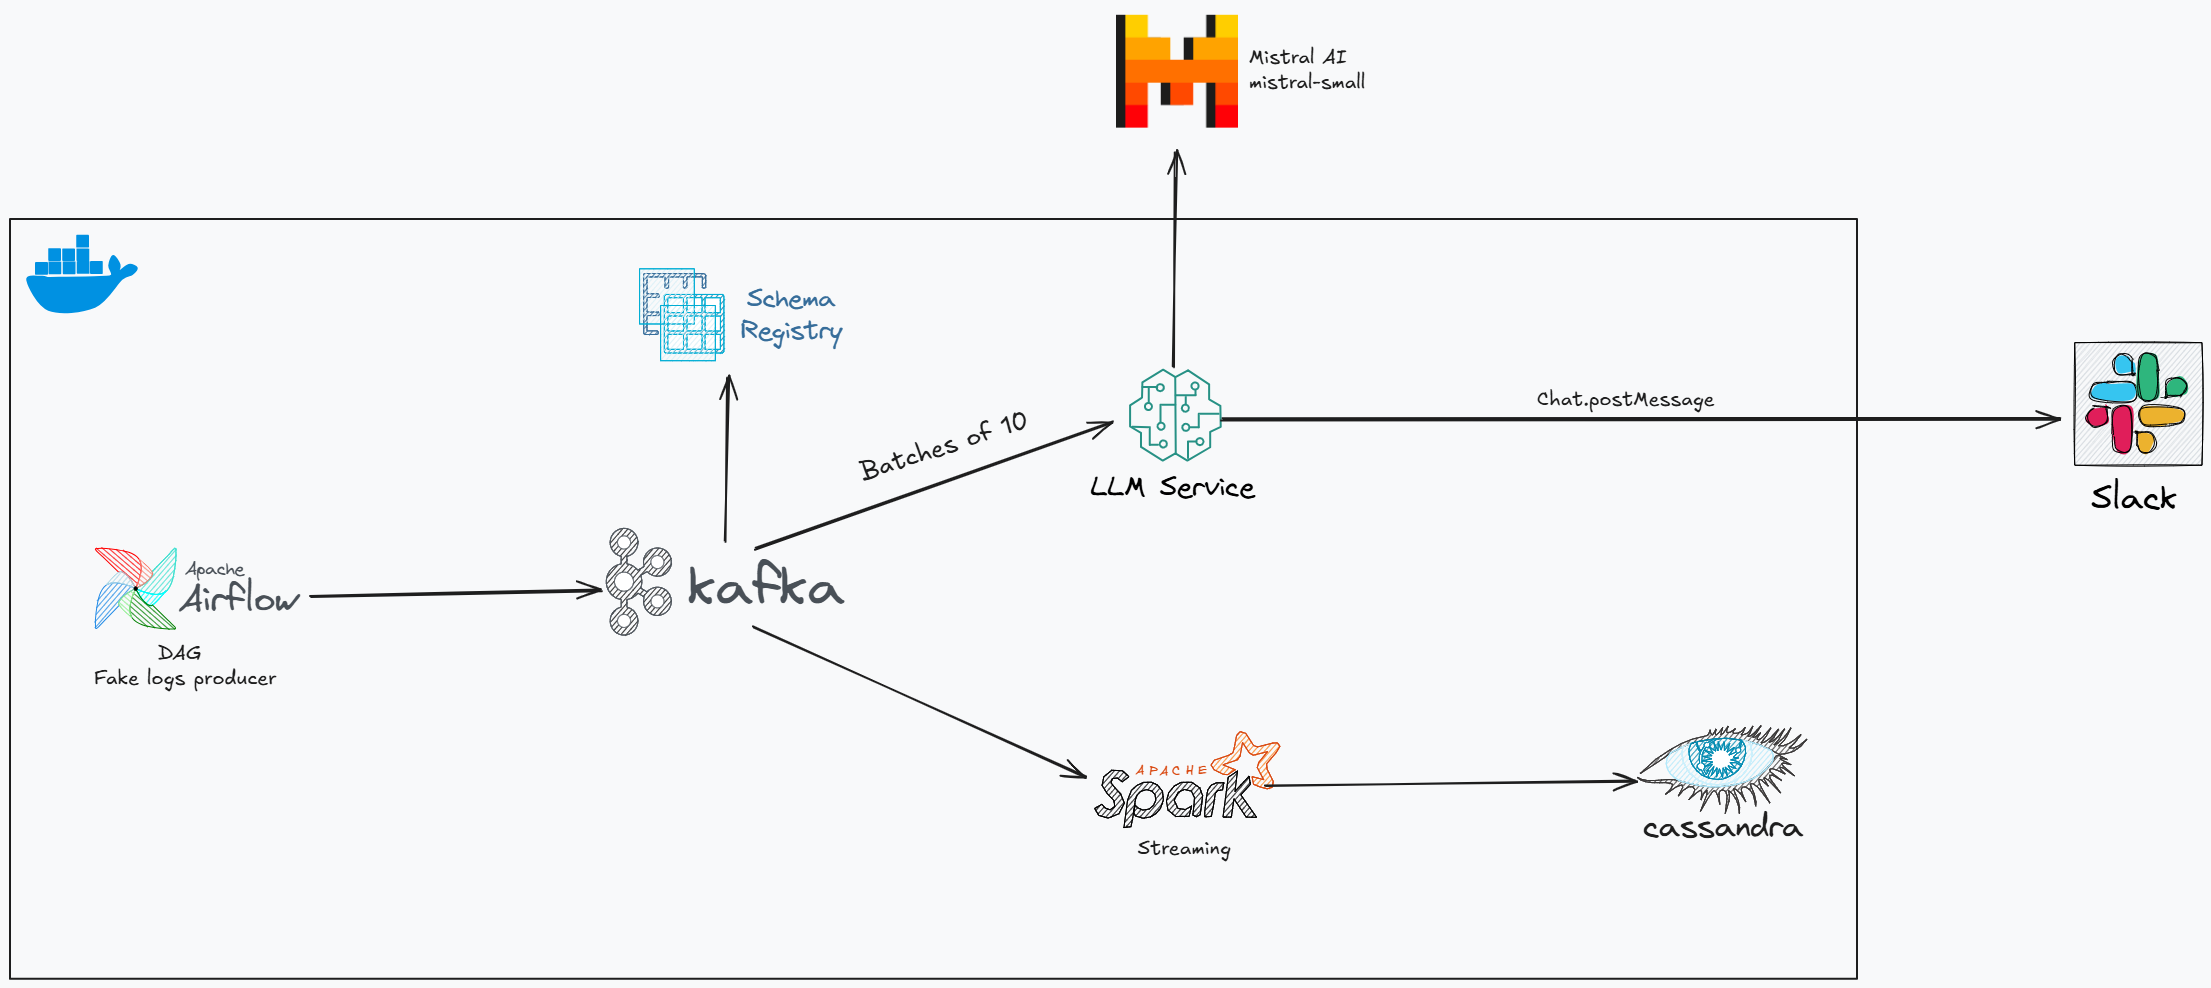 Mistral AI
mistral-small
Schema
Registry
Chat.postMessage
Batches of 10
LLM Service
Slack
Apache
Airflow
kafka
DAG
Fake logs producer
APACHE
Spark
Streaming
cassandra